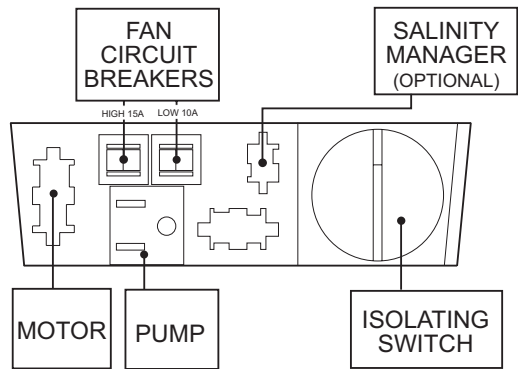 FAN
CIRCUIT
BREAKERS
SALINITY
MANAGER
(OPTIONAL)
HIGH 15A
LOW 10A
MOTOR
PUMP
ISOLATING
SWITCH